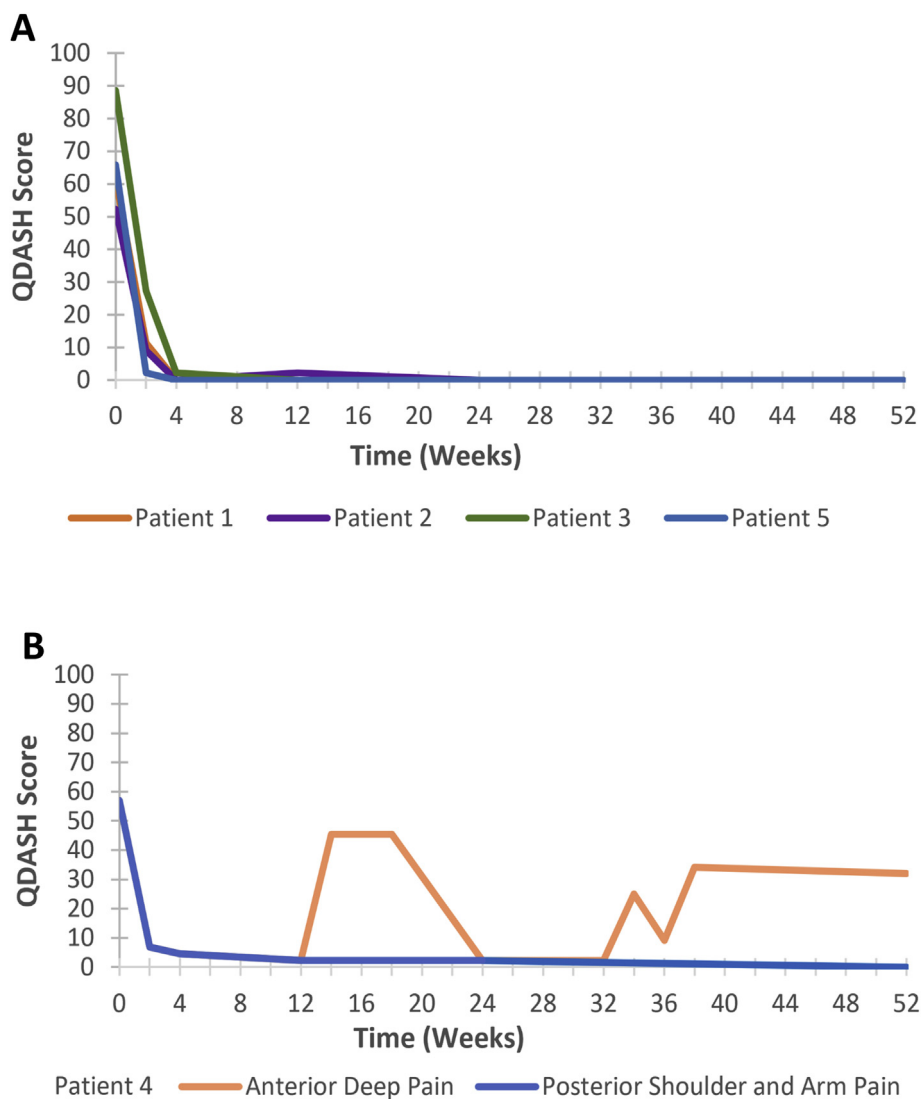 A
100
90
80
70
60
50
40
30
20
10
0
QDASH Score
0 4 8 12 16 20 24 28 32 36 40 44 48 52
Time (Weeks)
Patient 1 Patient 2 Patient 3 Patient 5
B
100
90
80
70
60
50
40
30
20
10
0
QDASH Score
0 4 8 12 16 20 24 28 32 36 40 44 48 52
Time (Weeks)
Patient 4 Anterior Deep Pain Posterior Shoulder and Arm Pain